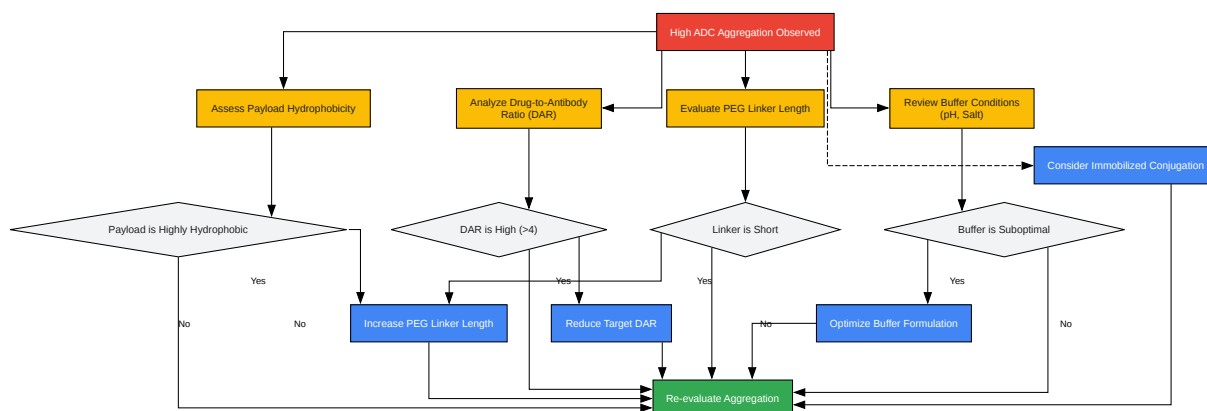 High ADC Aggregation Observed
Assess Payload Hydrophobicity
Analyze Drug-to-Antibody
Ratio (DAR)
Evaluate PEG Linker Length
Review Buffer Conditions
(pH, Salt)
Consider Immobilized Conjugation
Payload is Highly Hydrophobic
DAR is High (>4)
Linker is Short
Buffer is Suboptimal
Yes
Yes
Yes
Yes
No
No
Increase PEG Linker Length
Reduce Target DAR
No
Optimize Buffer Formulation
No
Re-evaluate Aggregation